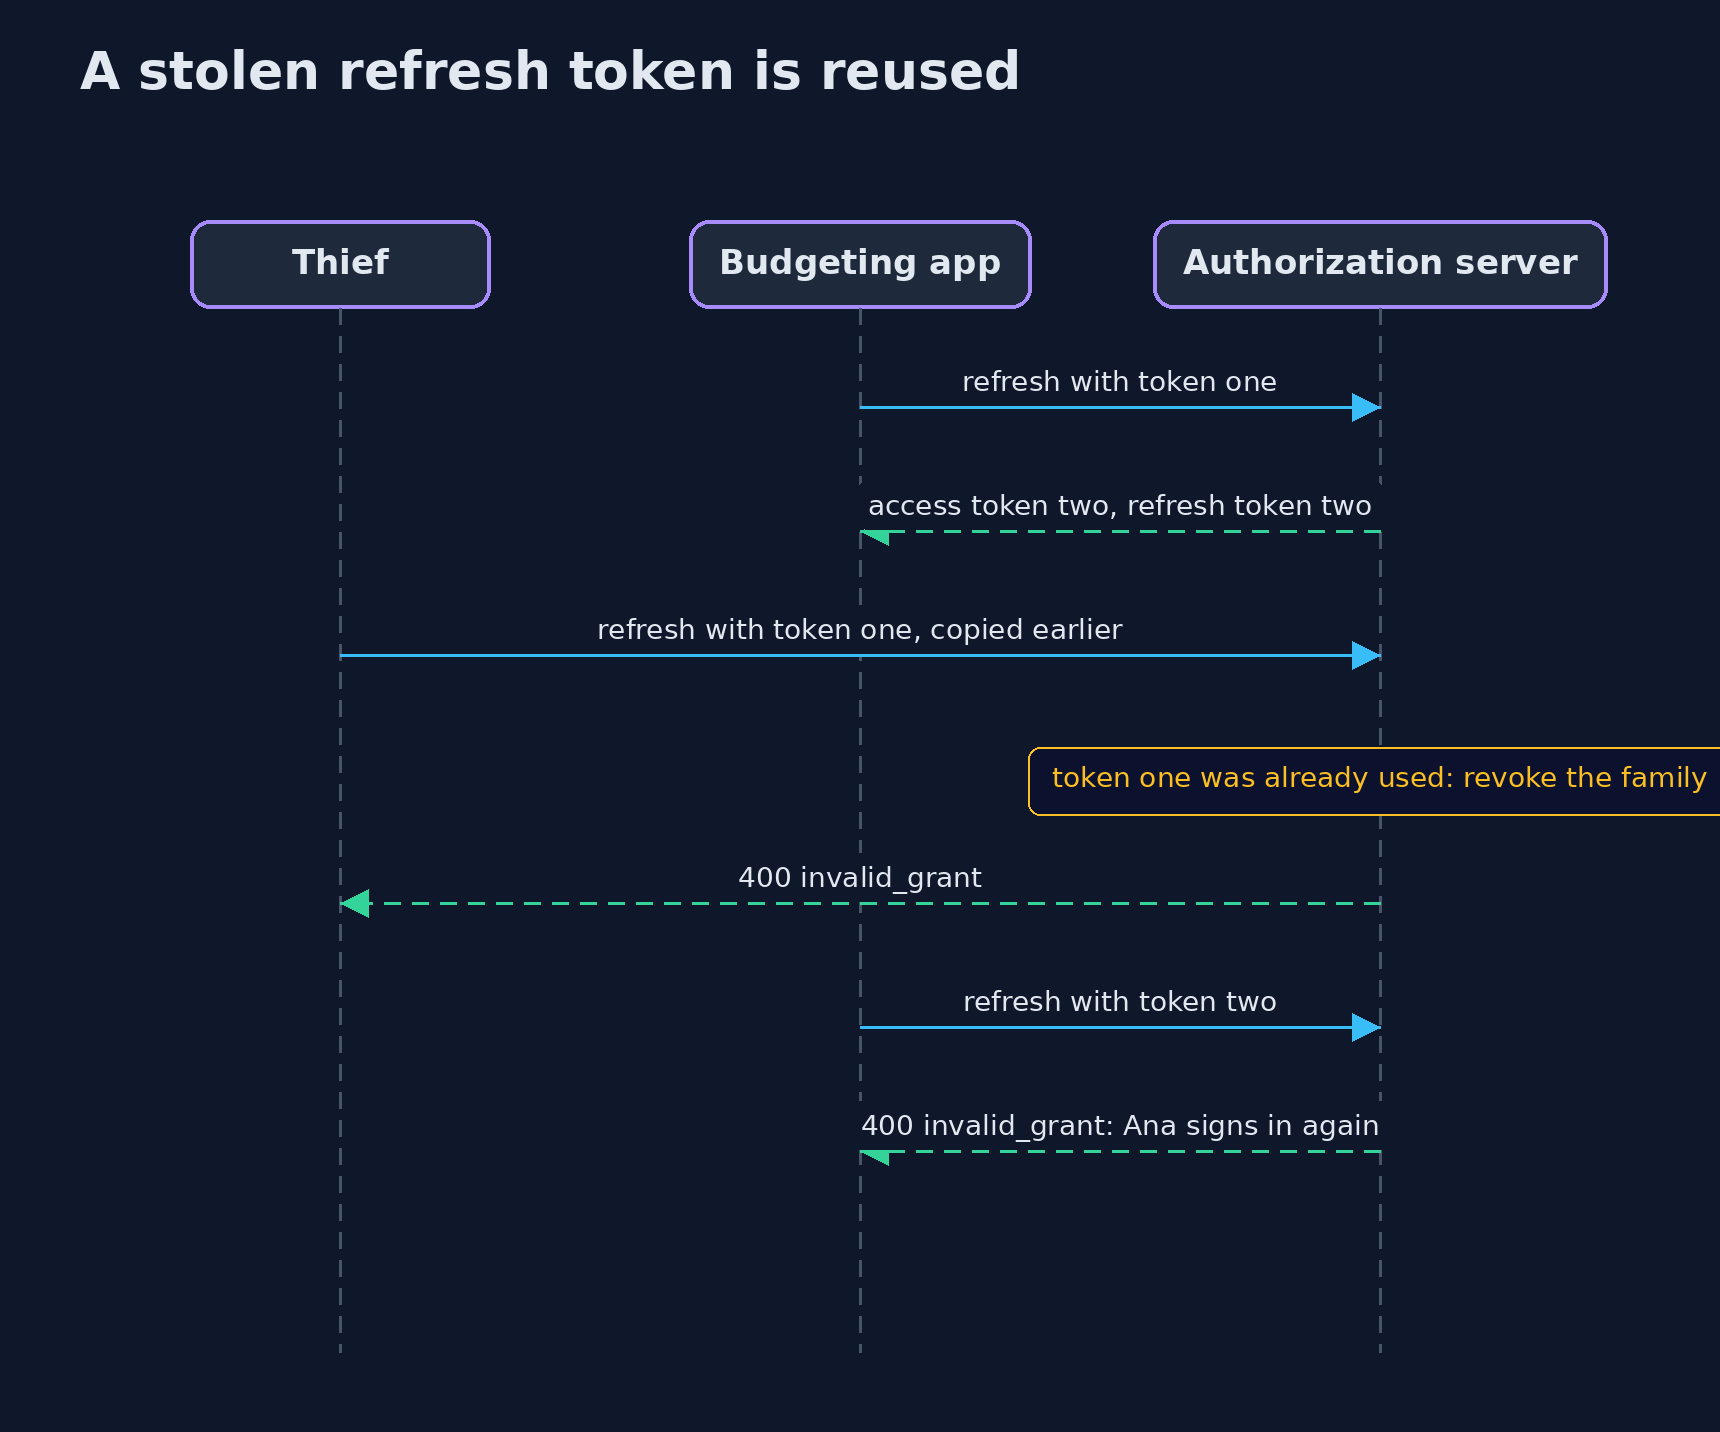 A stolen refresh token is reused
Thief
Budgeting app
Authorization server
refresh with token one
access token two, refresh token two
refresh with token one, copied earlier
token one was already used: revoke the family
400 invalid_grant
refresh with token two
400 invalid_grant: Ana signs in again